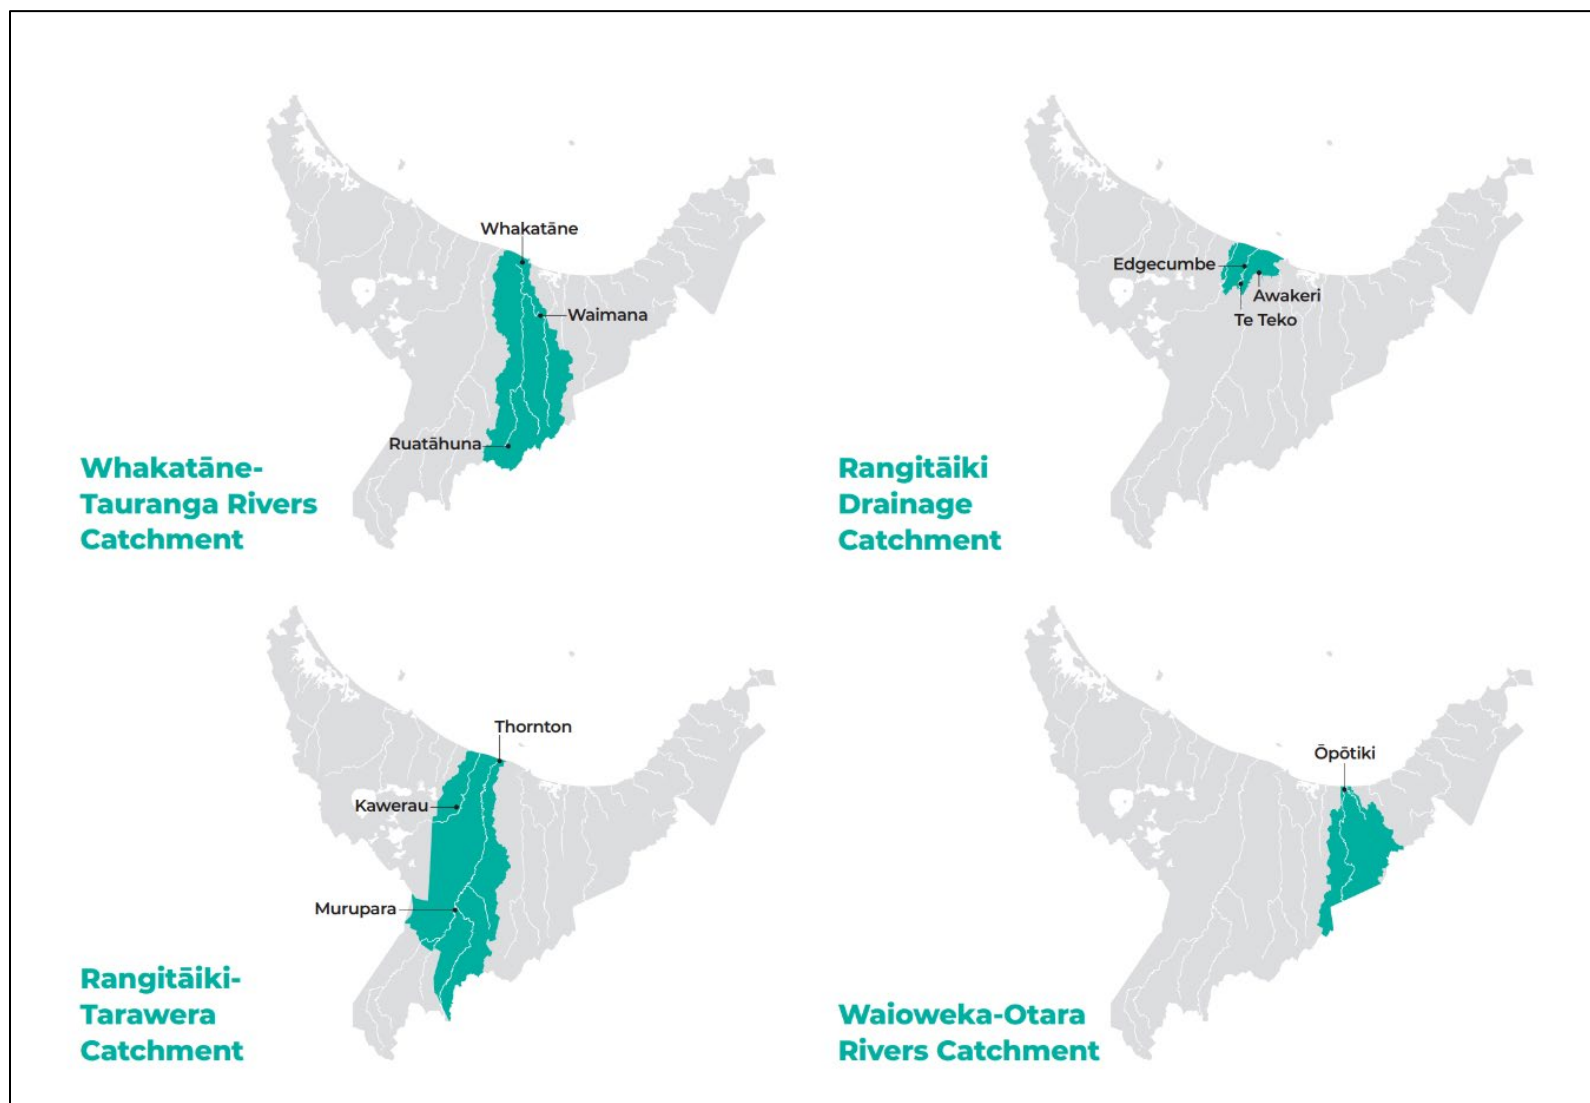 Whakatāne
Waimana
Ruatāhuna
Whakatāne-
Tauranga Rivers
Catchment
Edgecumbe
Awakeri
Te Teko
Rangitāiki
Drainage
Catchment
Thornton
Kawerau
Murupara
Rangitāiki-
Tarawera
Catchment
Ōpōtiki
Waioweka-Otara
Rivers Catchment